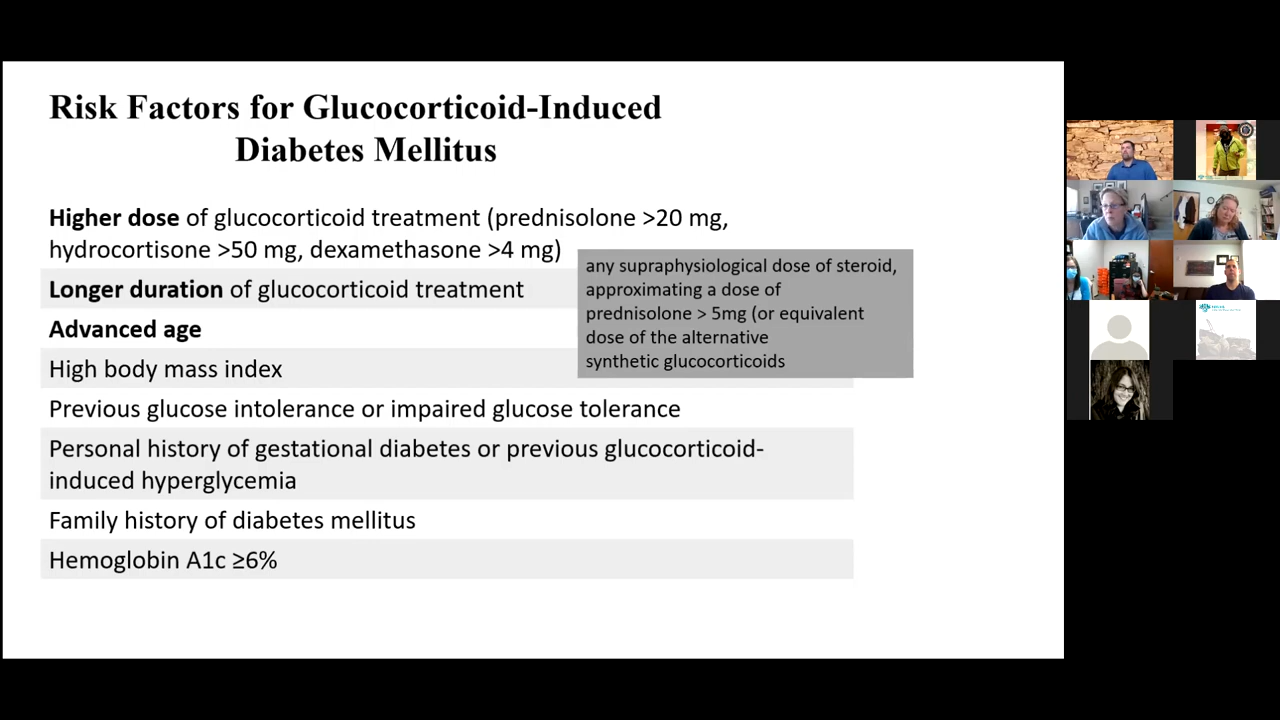 Risk Factors for Glucocorticoid-Induced
Diabetes Mellitus
Higher dose of glucocorticoid treatment (prednisolone >20 mg,
hydrocortisone >50 mg, dexamethasone >4 mg)
any supraphysiological dose of steroid,
approximating a dose of
prednisolone > 5mg (or equivalent
dose of the alternative
synthetic glucocorticoids
Longer duration of glucocorticoid treatment
Advanced age
High body mass index
Previous glucose intolerance or impaired glucose tolerance
Personal history of gestational diabetes or previous glucocorticoid-
induced hyperglycemia
Family history of diabetes mellitus
Hemoglobin A1c ≥6%